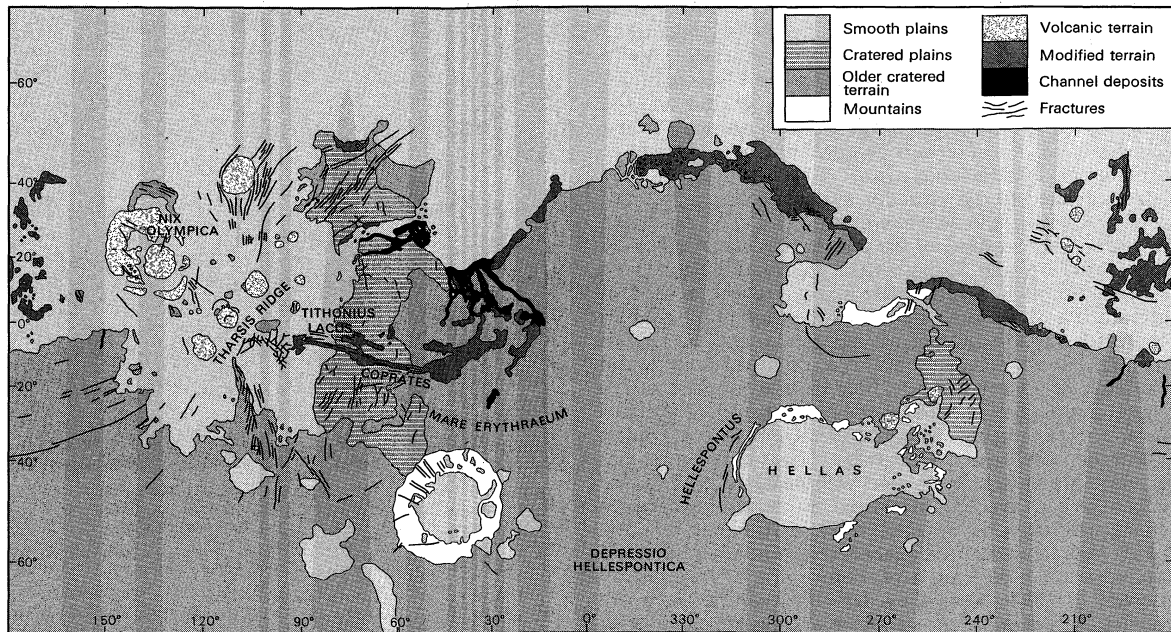 Smooth plains
Cratered plains
Older cratered
terrain
Mountains
Volcanic terrain
Modified terrain
Channel deposits
Fractures
60°
40°
20°
0°
20°
40°
60°
NIX
OLYMPICA
THARSIS RIDGE
TITHONIUS
LACUS
COPRATES
MARE ERYTHRAEUM
HELLESPONTUS
HELLAS
DEPRESSIO
HELLESPONTICA
150° 120° 90° 60° 30° 0° 330° 300° 270° 240° 210°